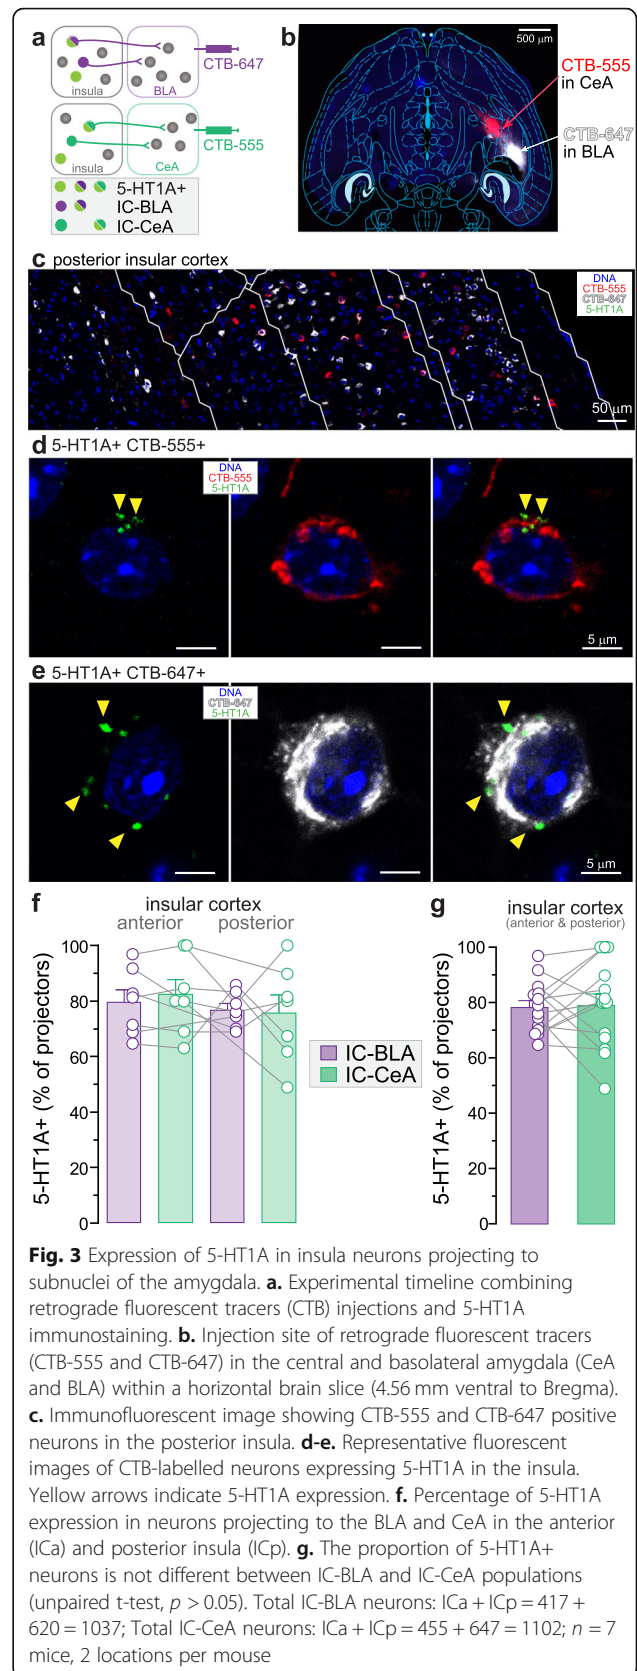 a
insula
BLA
CTB-647
insula
CeA
CTB-555
5-HT1A+
IC-BLA
IC-CeA
b
500 μm
CTB-555
in CeA
CTB-647
in BLA
c posterior insular cortex
DNA
CTB-555
CTB-647
5-HT1A
50 μm
d 5-HT1A+ CTB-555+
DNA
CTB-555
5-HT1A
5 μm
e 5-HT1A+ CTB-647+
DNA
CTB-647
5-HT1A
5 μm
f
insular cortex
anterior posterior
5-HT1A+ (% of projectors)
100
80
60
40
20
0
IC-BLA
IC-CeA
g
insular cortex
(anterior & posterior)
5-HT1A+ (% of projectors)
100
80
60
40
20
0
Fig. 3 Expression of 5-HT1A in insula neurons projecting to
subnuclei of the amygdala. a. Experimental timeline combining
retrograde fluorescent tracers (CTB) injections and 5-HT1A
immunostaining. b. Injection site of retrograde fluorescent tracers
(CTB-555 and CTB-647) in the central and basolateral amygdala (CeA
and BLA) within a horizontal brain slice (4.56 mm ventral to Bregma).
c. Immunofluorescent image showing CTB-555 and CTB-647 positive
neurons in the posterior insula. d-e. Representative fluorescent
images of CTB-labelled neurons expressing 5-HT1A in the insula.
Yellow arrows indicate 5-HT1A expression. f. Percentage of 5-HT1A
expression in neurons projecting to the BLA and CeA in the anterior
(ICa) and posterior insula (ICp). g. The proportion of 5-HT1A+
neurons is not different between IC-BLA and IC-CeA populations
(unpaired t-test, p > 0.05). Total IC-BLA neurons: ICa + ICp = 417 +
620 = 1037; Total IC-CeA neurons: ICa + ICp = 455 + 647 = 1102; n = 7
mice, 2 locations per mouse